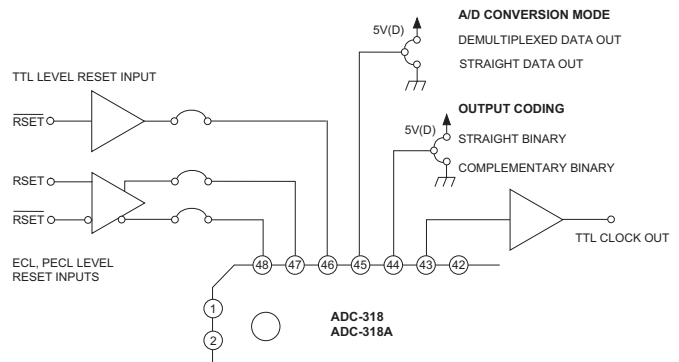 A/D CONVERSION MODE
5V(D)
DEMULTIPLEXED DATA OUT
STRAIGHT DATA OUT
TTL LEVEL RESET INPUT
RSET
OUTPUT CODING
5V(D)
STRAIGHT BINARY
COMPLEMENTARY BINARY
RSET
RSET
TTL CLOCK OUT
ECL, PECL LEVEL
RESET INPUTS
48 47 46 45 44 43 42
1
2
ADC-318
ADC-318A